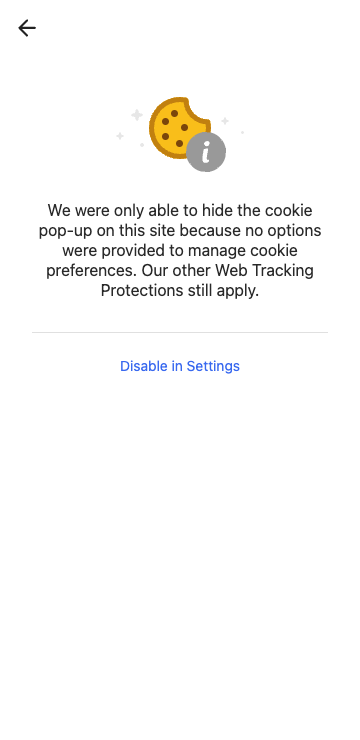 We were only able to hide the cookie
pop-up on this site because no options
were provided to manage cookie
preferences. Our other Web Tracking
Protections still apply.
Disable in Settings